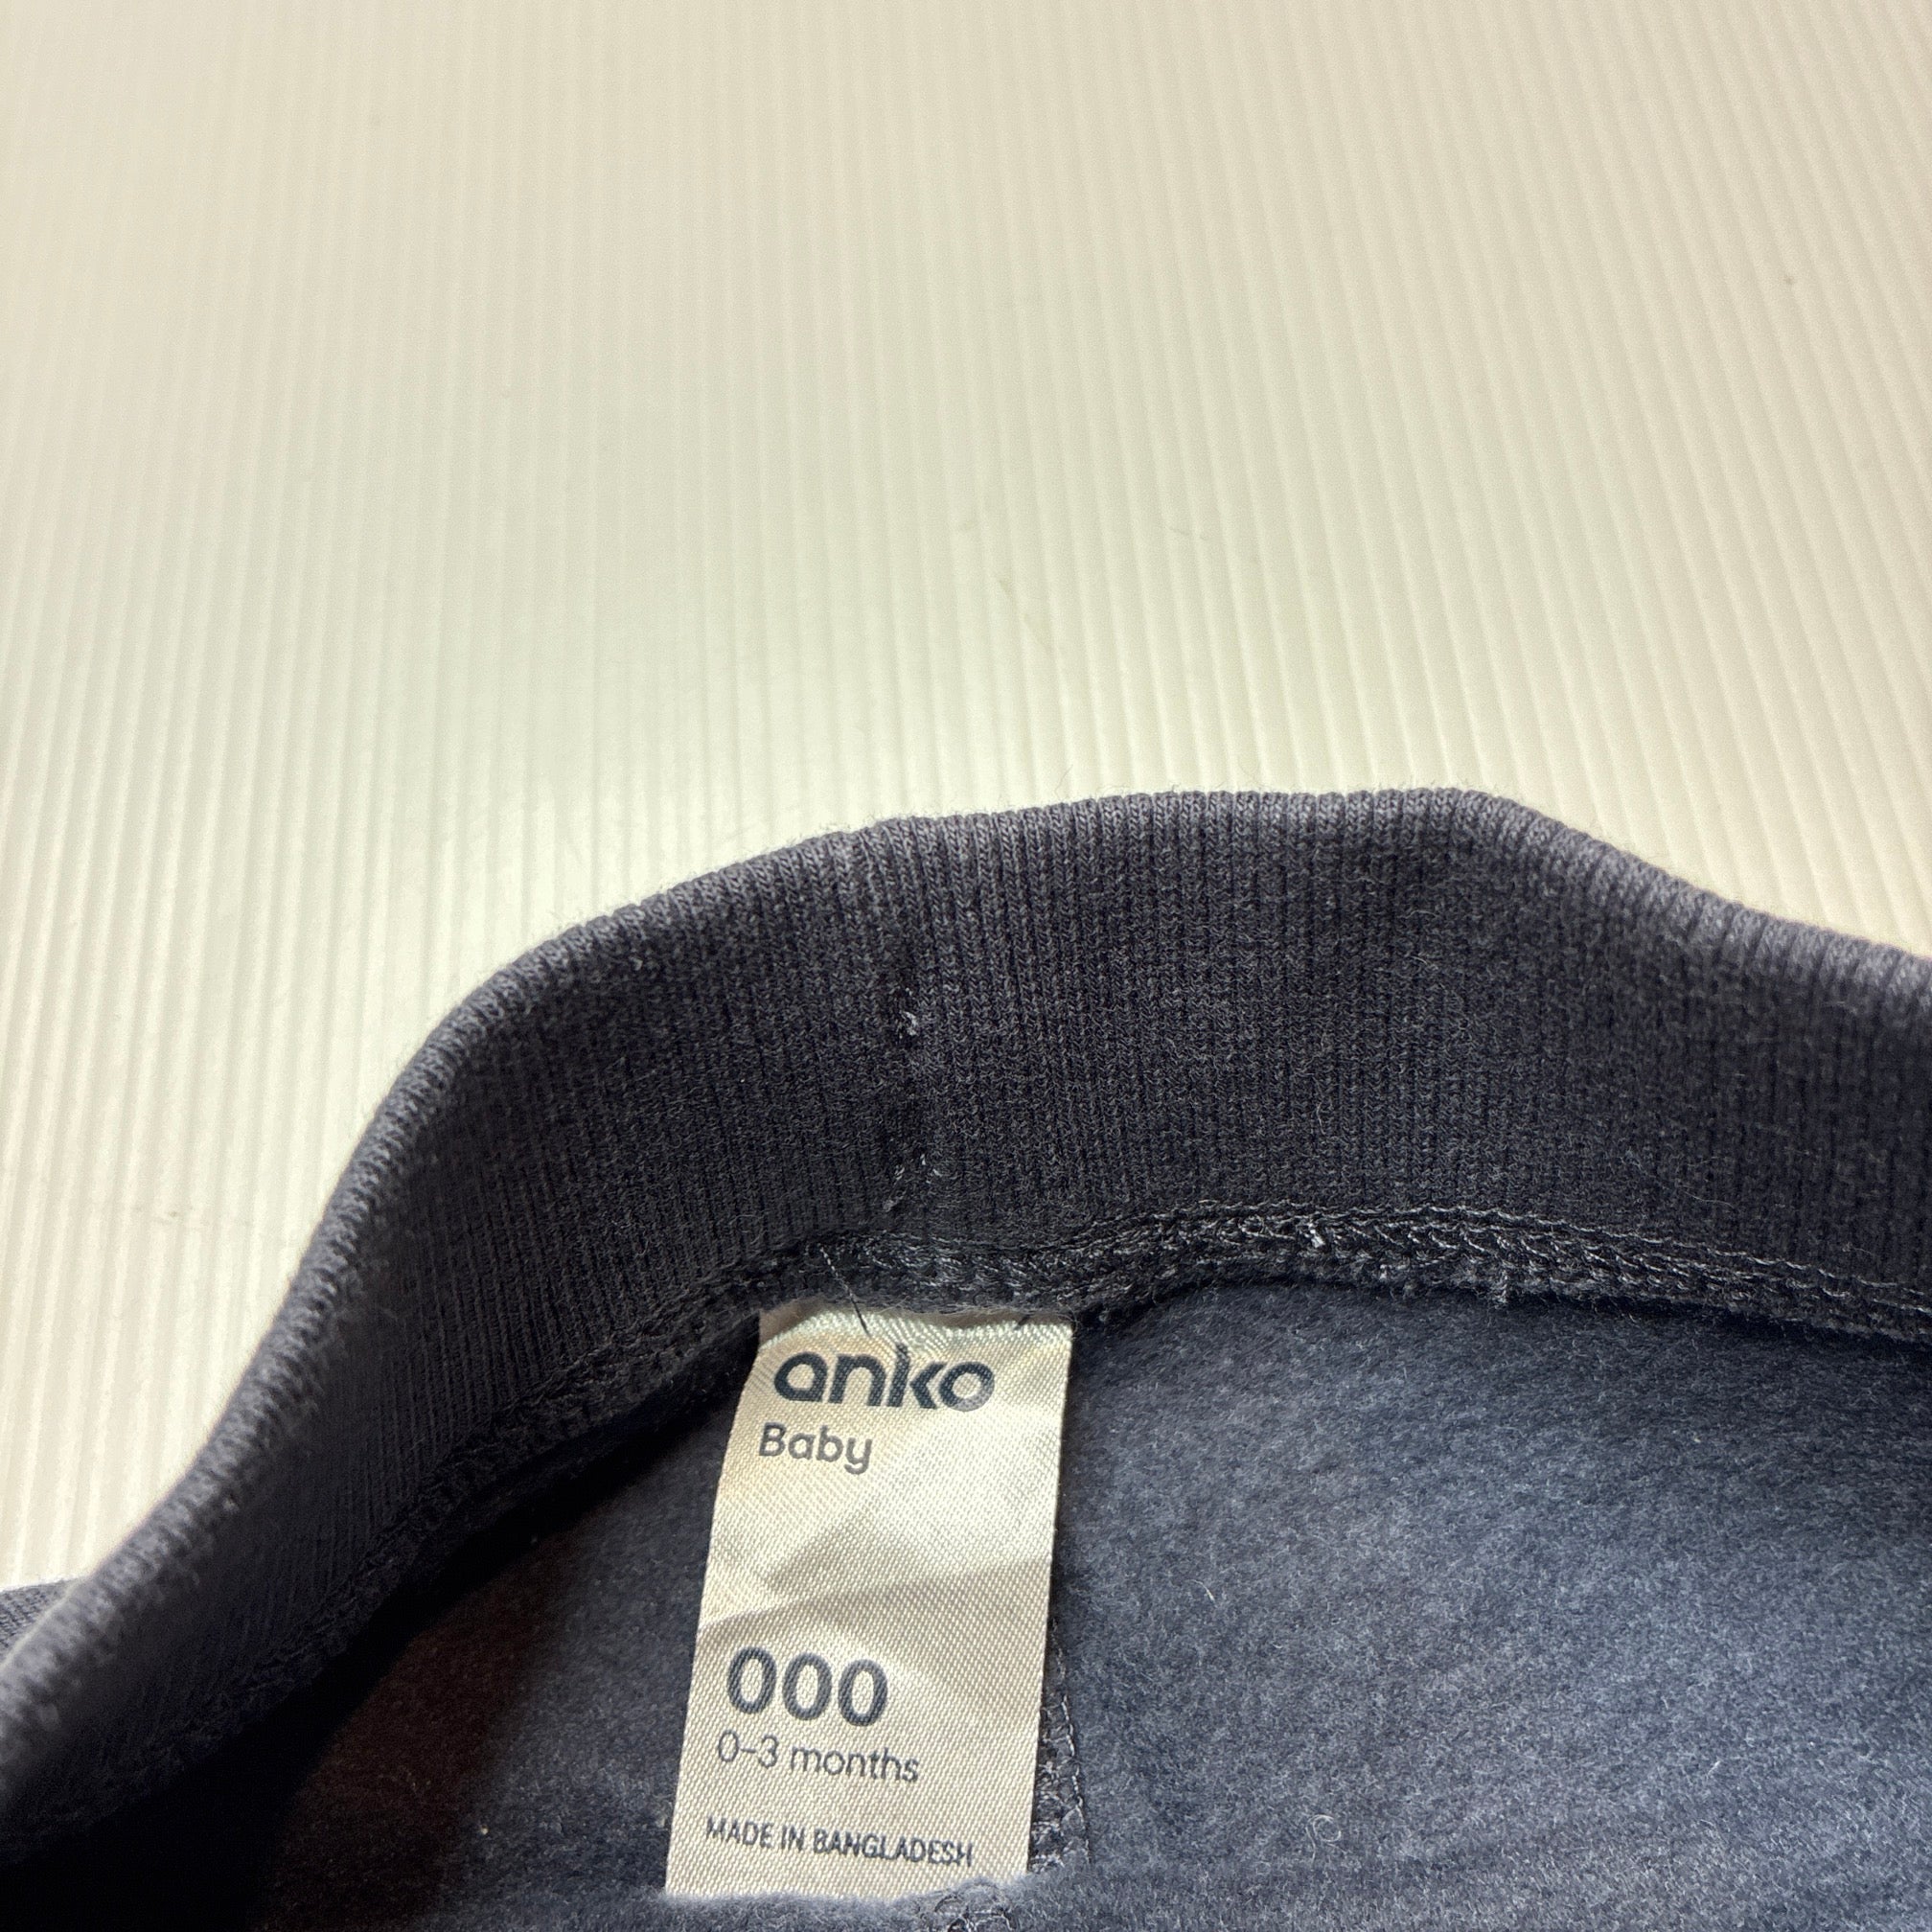 anko
Baby
000
0-3 months
MADE IN BANGLADESH